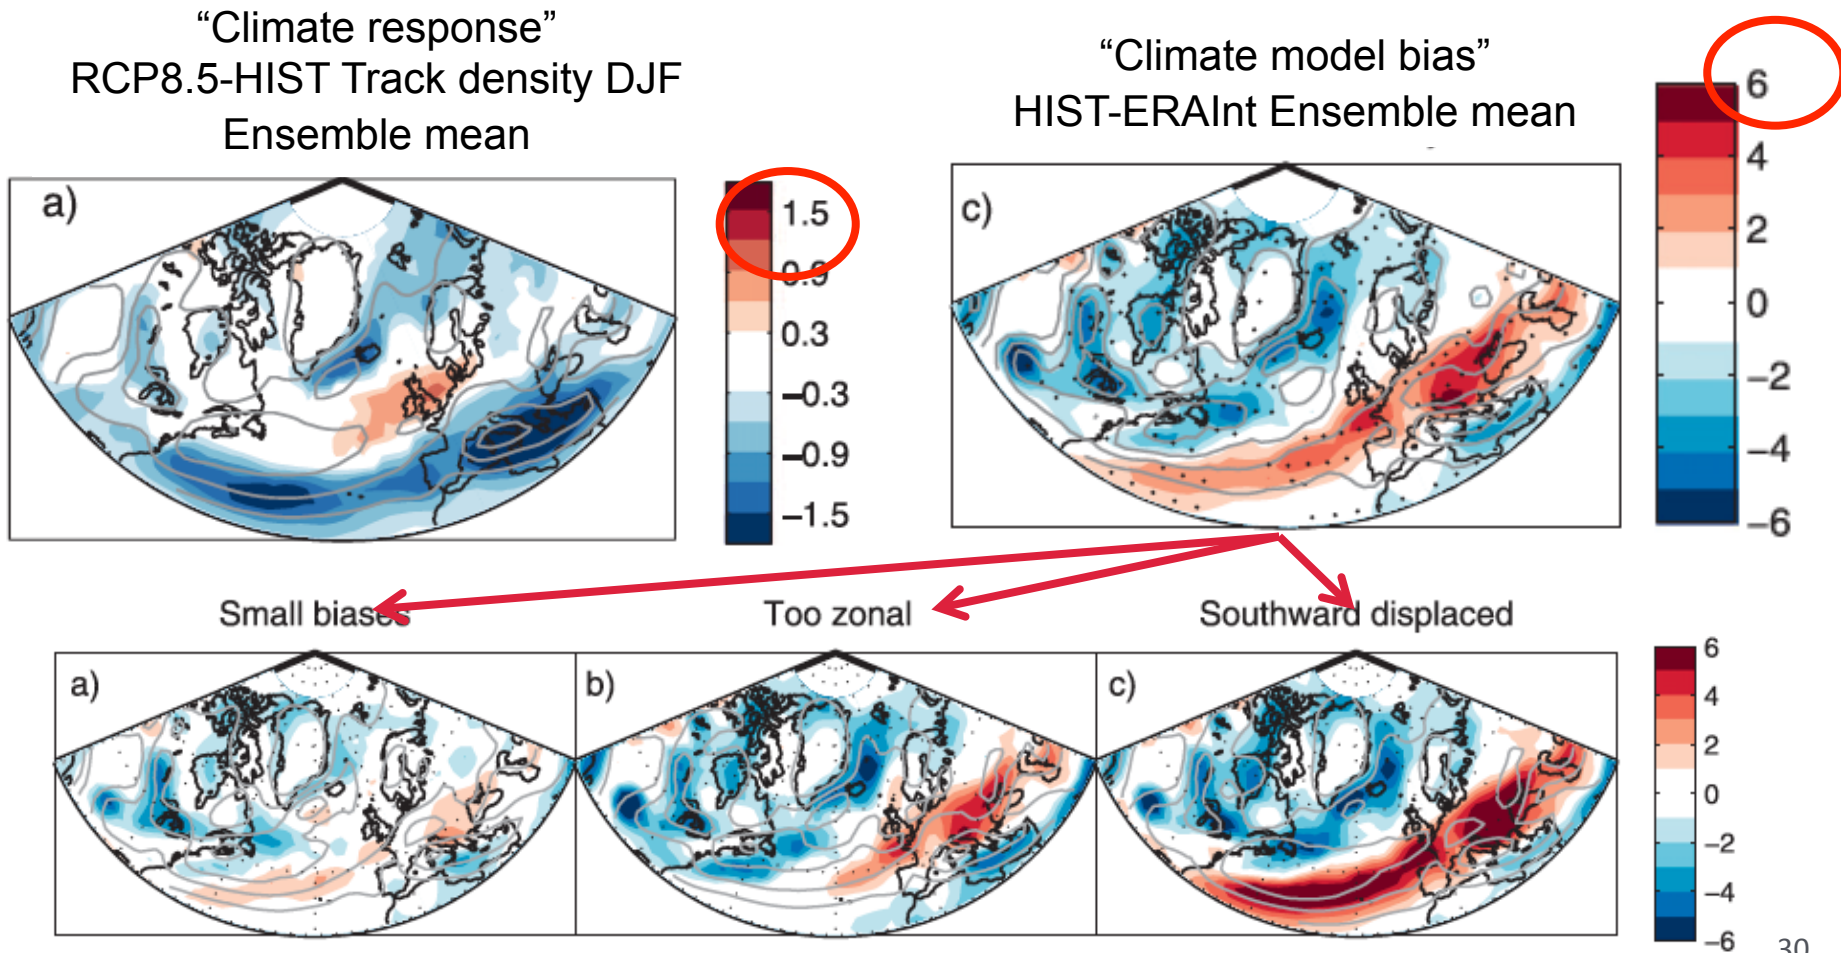 “Climate response”
RCP8.5-HIST Track density DJF
Ensemble mean
“Climate model bias”
HIST-ERAInt Ensemble mean
a)
1.5
0.9
0.3
−0.3
−0.9
−1.5
c)
6
4
2
0
−2
−4
−6
Small biases
Too zonal
Southward displaced
a)
b)
c)
6
4
2
0
−2
−4
−6
30